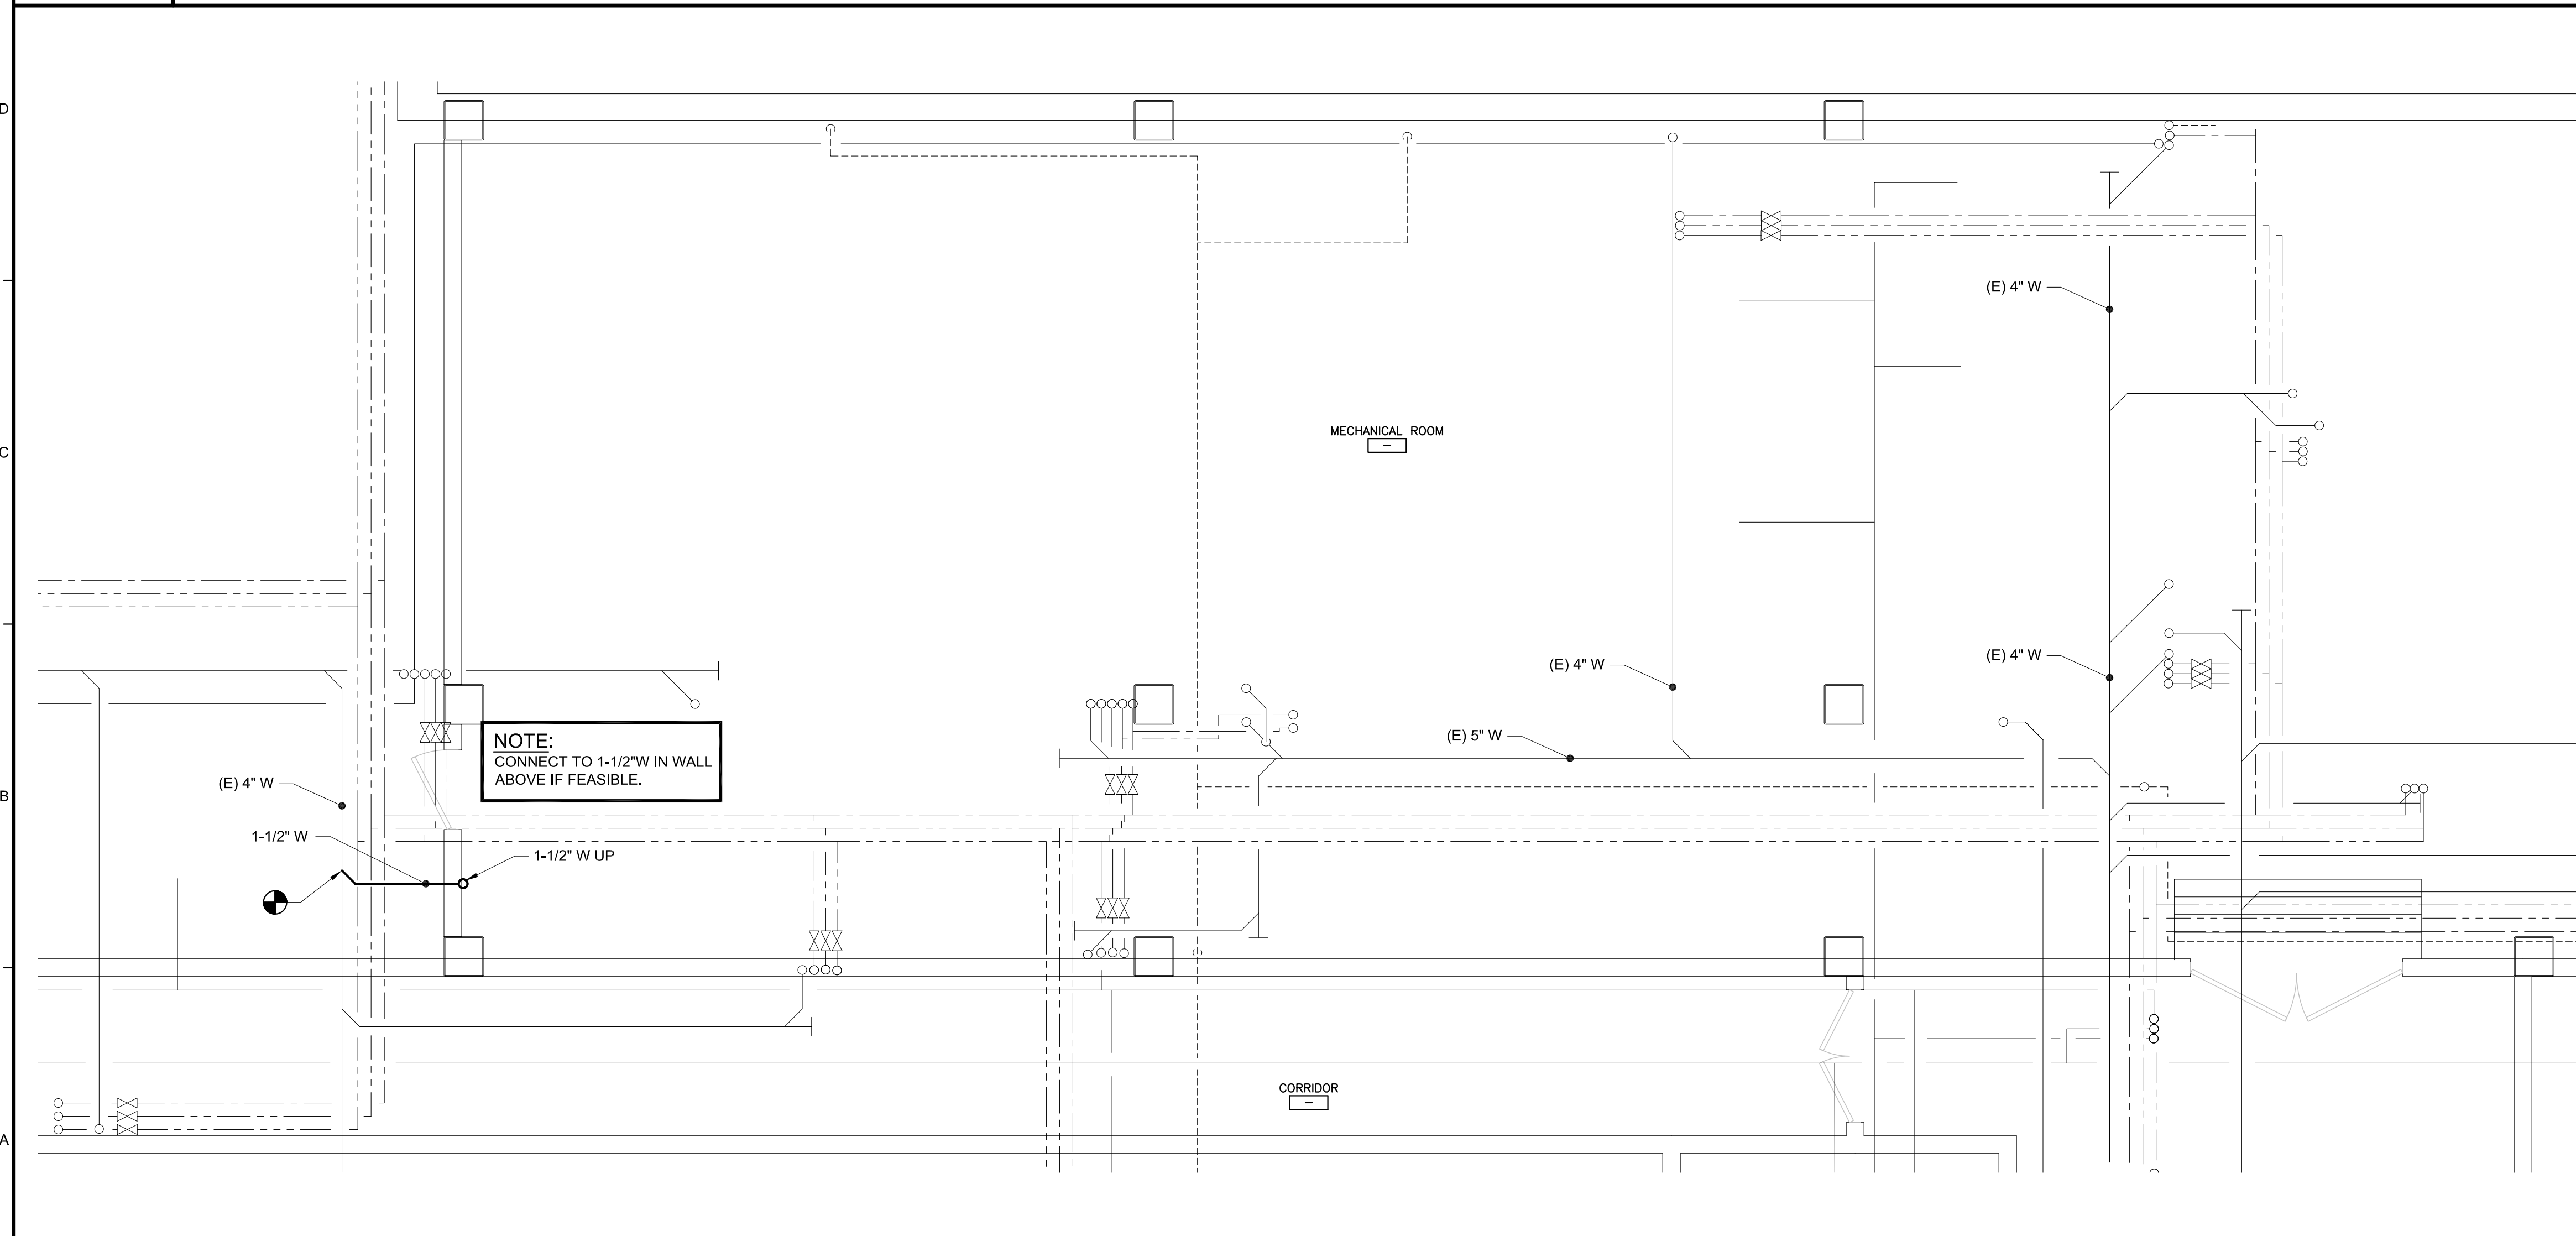 D
(E) 4" W
MECHANICAL ROOM
-
C
(E) 4" W
(E) 4" W
(E) 5" W
NOTE:
CONNECT TO 1-1/2"W IN WALL
ABOVE IF FEASIBLE.
(E) 4" W
B
1-1/2" W
1-1/2" W UP
CORRIDOR
-
A